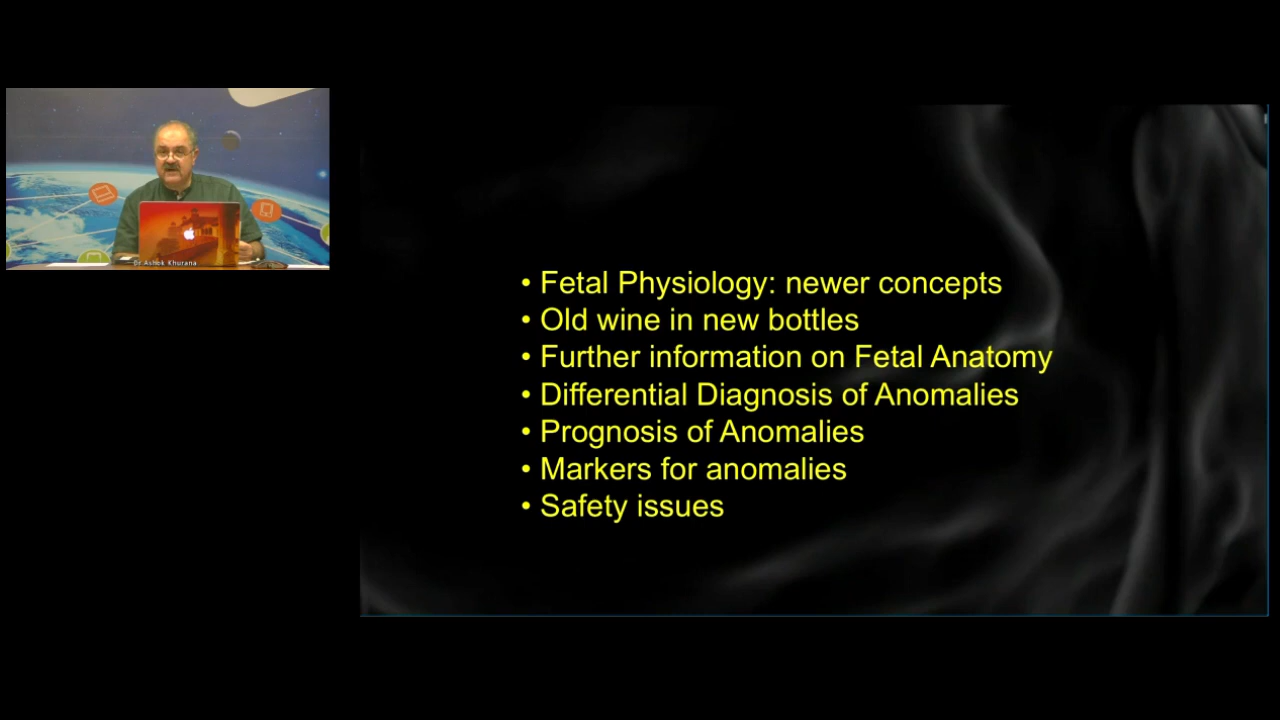 Dr Ashok Khurana
• Fetal Physiology: newer concepts
• Old wine in new bottles
• Further information on Fetal Anatomy
• Differential Diagnosis of Anomalies
• Prognosis of Anomalies
• Markers for anomalies
• Safety issues